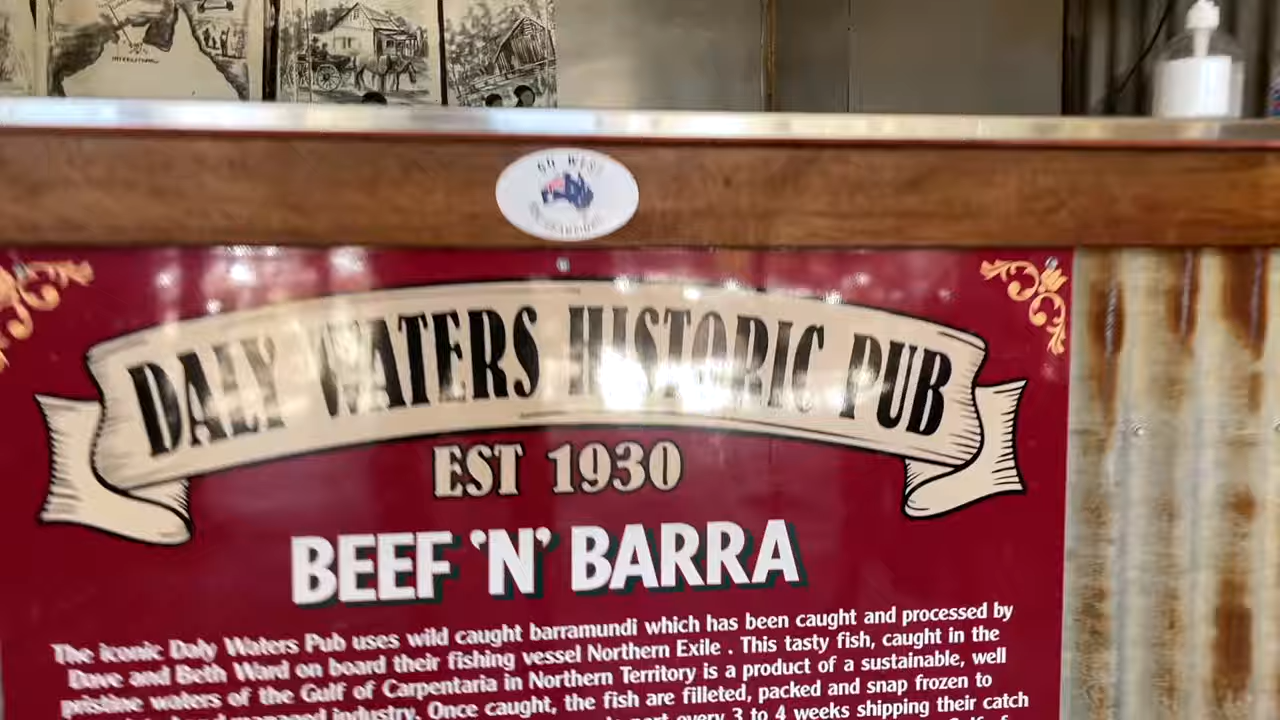 GO WEST
DALY WATERS HISTORIC PUB
EST 1930
BEEF 'N' BARRA
The iconic Daly Waters Pub uses wild caught barramundi which has been caught and processed by
Dave and Beth Ward on board their fishing vessel Northern Exile . This tasty fish, caught in the
pristine waters of the Gulf of Carpentaria in Northern Territory is a product of a sustainable, well
managed industry. Once caught, the fish are filleted, packed and snap frozen to
every 3 to 4 weeks shipping their catch